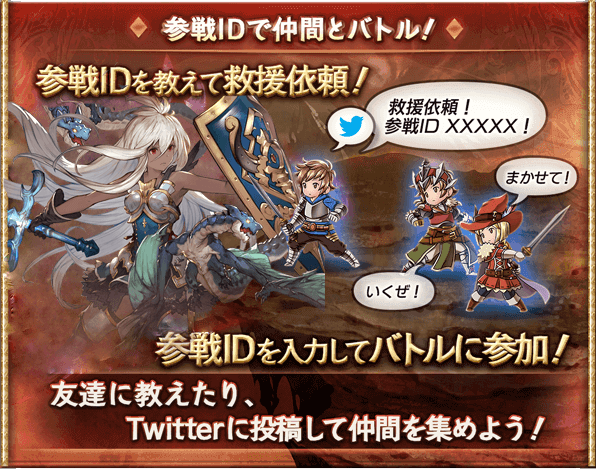 参戦IDで仲間とバトル!
参戦IDを教えて救援依頼!
救援依頼!
参戦ID XXXXX!
まかせて!
いくぜ!
参戦IDを入力してバトルに参加!
友達に教えたり、
Twitterに投稿して仲間を集めよう!